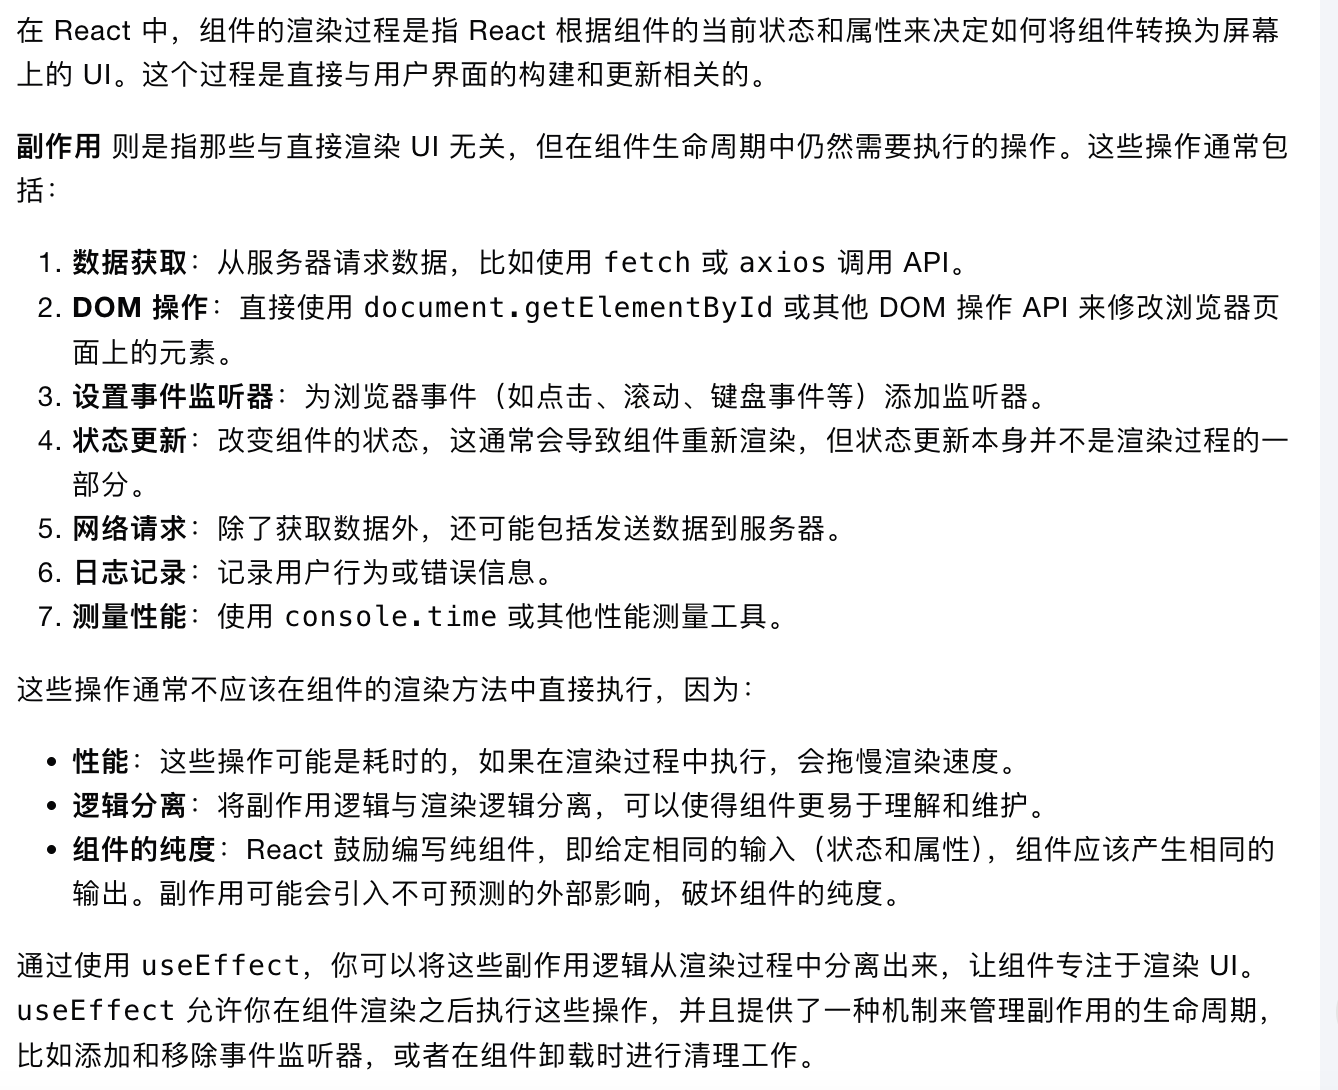 在 React 中，组件的渲染过程是指 React 根据组件的当前状态和属性来决定如何将组件转换为屏幕
上的 UI。这个过程是直接与用户界面的构建和更新相关的。
副作用 则是指那些与直接渲染 UI 无关，但在组件生命周期中仍然需要执行的操作。这些操作通常包
括：
1. 数据获取：从服务器请求数据，比如使用 fetch 或 axios 调用 API。
2. DOM 操作：直接使用 document.getElementById 或其他 DOM 操作 API 来修改浏览器页
面上的元素。
3. 设置事件监听器：为浏览器事件（如点击、滚动、键盘事件等）添加监听器。
4. 状态更新：改变组件的状态，这通常会导致组件重新渲染，但状态更新本身并不是渲染过程的一
部分。
5. 网络请求：除了获取数据外，还可能包括发送数据到服务器。
6. 日志记录：记录用户行为或错误信息。
7. 测量性能：使用 console.time 或其他性能测量工具。
这些操作通常不应该在组件的渲染方法中直接执行，因为：
• 性能：这些操作可能是耗时的，如果在渲染过程中执行，会拖慢渲染速度。
• 逻辑分离：将副作用逻辑与渲染逻辑分离，可以使得组件更易于理解和维护。
• 组件的纯度：React 鼓励编写纯组件，即给定相同的输入（状态和属性），组件应该产生相同的
输出。副作用可能会引入不可预测的外部影响，破坏组件的纯度。
通过使用 useEffect，你可以将这些副作用逻辑从渲染过程中分离出来，让组件专注于渲染 UI。
useEffect 允许你在组件渲染之后执行这些操作，并且提供了一种机制来管理副作用的生命周期，
比如添加和移除事件监听器，或者在组件卸载时进行清理工作。